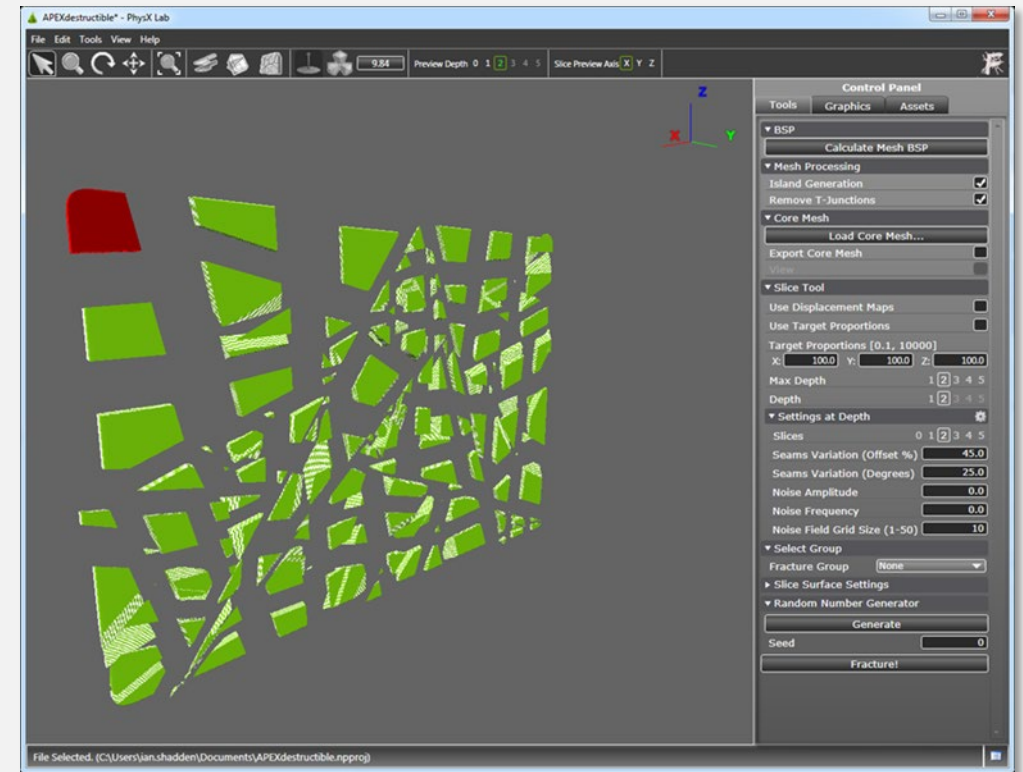 APEXdestructible* - PhysX Lab
File Edit Tools View Help
9.84 Preview Depth 0 1 2 3 4 5 Slice Preview Axis X Y Z
Control Panel
Tools Graphics Assets
Z
X Y
▾ BSP
Calculate Mesh BSP
▾ Mesh Processing
Island Generation
Remove T-Junctions
▾ Core Mesh
Load Core Mesh...
Export Core Mesh
View
▾ Slice Tool
Use Displacement Maps
Use Target Proportions
Target Proportions [0.1, 10000]
X: 100.0 Y: 100.0 Z: 100.0
Max Depth 1 2 3 4 5
Depth 1 2 3 4 5
▾ Settings at Depth
Slices 0 1 2 3 4 5
Seams Variation (Offset %) 45.0
Seams Variation (Degrees) 25.0
Noise Amplitude 0.0
Noise Frequency 0.0
Noise Field Grid Size (1-50) 10
▾ Select Group
Fracture Group None
▸ Slice Surface Settings
▾ Random Number Generator
Generate
Seed 0
Fracture!
File Selected. (C:\Users\ian.shadden\Documents\APEXdestructible.npproj)